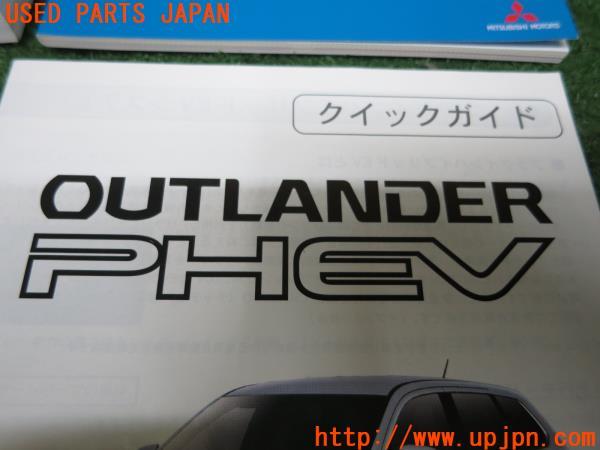 USED PARTS JAPAN
MITSUBISHI MOTORS
クイックガイド
OUTLANDER
PHEV
http://www.upjpn.com/